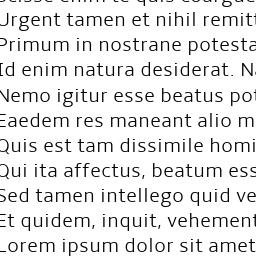 Urgent tamen et nihil remitt
Primum in nostrane potesta
Id enim natura desiderat. Na
Nemo igitur esse beatus pot
Eaedem res maneant alio m
Quis est tam dissimile homi
Qui ita affectus, beatum ess
Sed tamen intellego quid ve
Et quidem, inquit, vehement
Lorem ipsum dolor sit amet